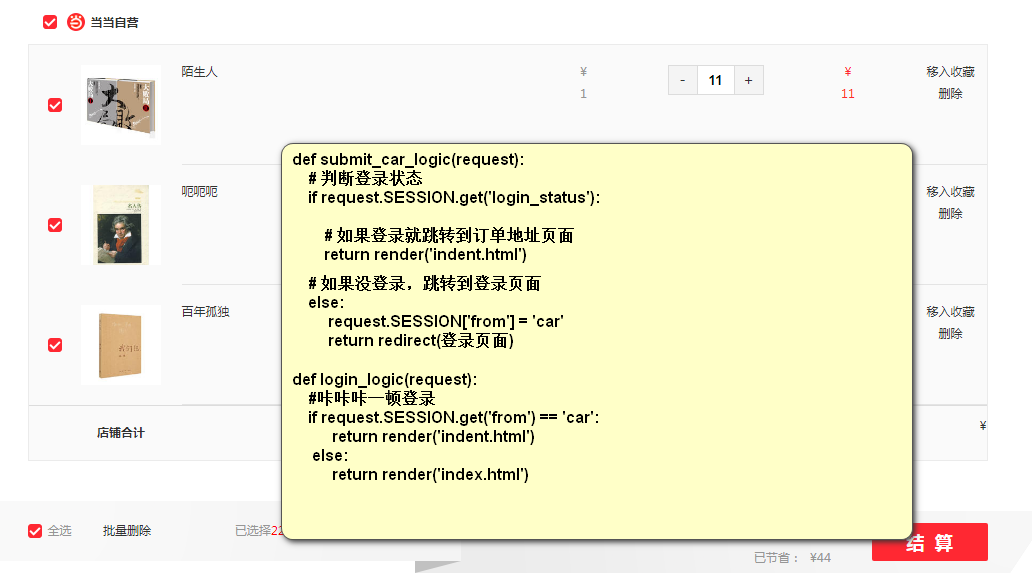 当当自营
陌生人
¥
1
- 11 +
¥
11
移入收藏
删除
呃呃呃
移入收藏
删除
百年孤独
移入收藏
删除
def submit_car_logic(request):
# 判断登录状态
if request.SESSION.get('login_status'):
# 如果登录就跳转到订单地址页面
return render('indent.html')
# 如果没登录，跳转到登录页面
else:
request.SESSION['from'] = 'car'
return redirect(登录页面)
def login_logic(request):
#咔咔咔一顿登录
if request.SESSION.get('from') == 'car':
return render('indent.html')
else:
return render('index.html')
店铺合计
¥
全选
批量删除
已选择22
已节省： ¥44
结 算